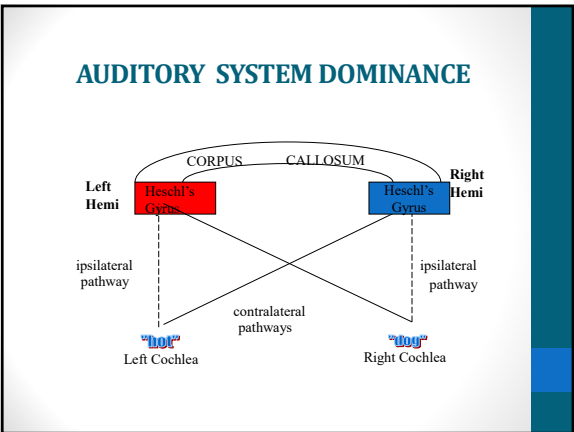 AUDITORY SYSTEM DOMINANCE
CORPUS CALLOSUM
Left
Hemi
Heschl's
Gyrus
Heschl's
Gyrus
Right
Hemi
ipsilateral
pathway
ipsilateral
pathway
contralateral
pathways
"hot"
Left Cochlea
"dog"
Right Cochlea